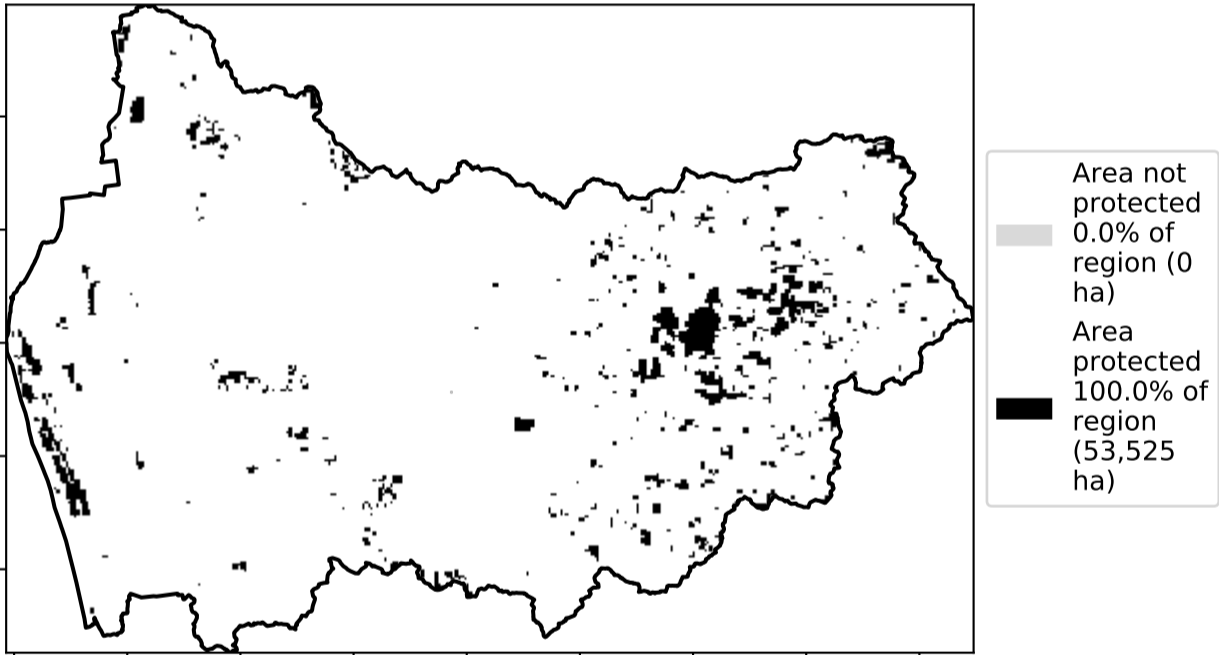 Area not
protected
0.0% of
region (0
ha)
Area
protected
100.0% of
region
(53,525
ha)